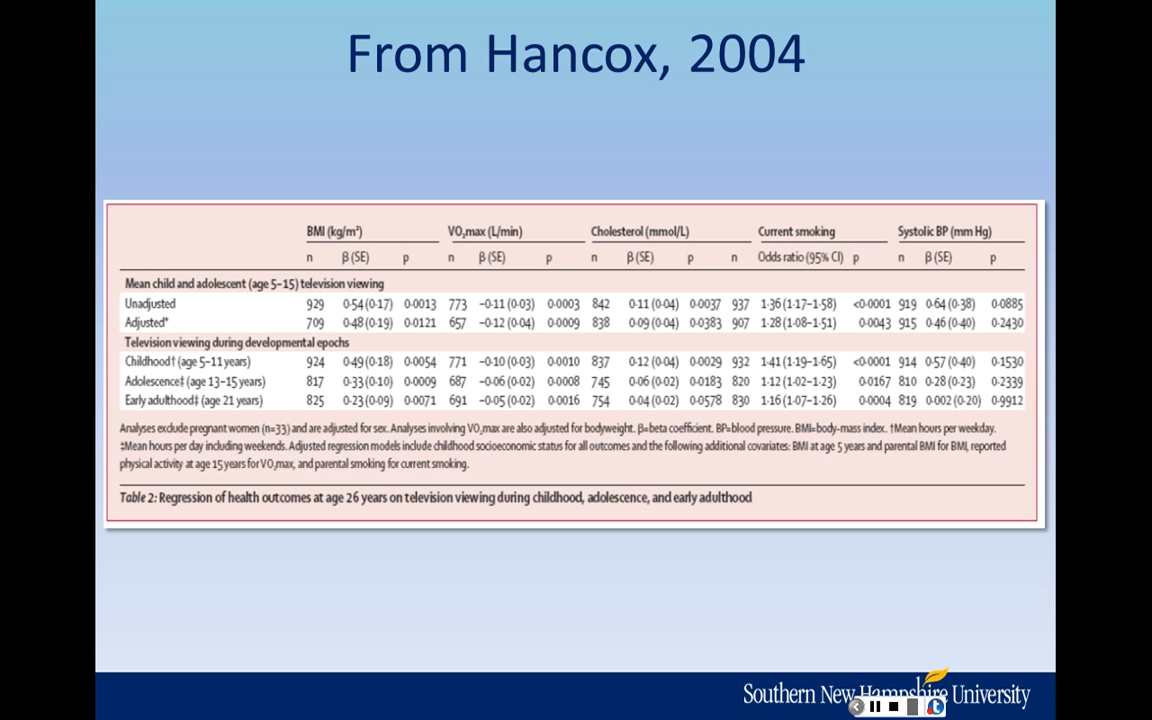 From Hancox, 2004
BMI (kg/m²) VO₂max (L/min) Cholesterol (mmol/L) Current smoking Systolic BP (mm Hg)
n β (SE) p n β (SE) p n β (SE) p n Odds ratio (95% CI) p n β (SE) p
Mean child and adolescent (age 5–15) television viewing
Unadjusted 929 0·54 (0·17) 0·0013 773 –0·11 (0·03) 0·0003 842 0·11 (0·04) 0·0037 937 1·36 (1·17–1·58) <0·0001 919 0·64 (0·38) 0·0885
Adjusted* 709 0·48 (0·19) 0·0121 657 –0·12 (0·04) 0·0009 838 0·09 (0·04) 0·0383 907 1·28 (1·08–1·51) 0·0043 915 0·46 (0·40) 0·2430
Television viewing during developmental epochs
Childhood† (age 5–11 years) 924 0·49 (0·18) 0·0054 771 –0·10 (0·03) 0·0010 837 0·12 (0·04) 0·0029 932 1·41 (1·19–1·65) <0·0001 914 0·57 (0·40) 0·1530
Adolescence‡ (age 13–15 years) 817 0·33 (0·10) 0·0009 687 –0·06 (0·02) 0·0008 745 0·06 (0·02) 0·0183 820 1·12 (1·02–1·23) 0·0167 810 0·28 (0·23) 0·2339
Early adulthood‡ (age 21 years) 825 0·23 (0·09) 0·0071 691 –0·05 (0·02) 0·0016 754 0·04 (0·02) 0·0578 830 1·16 (1·07–1·26) 0·0004 819 0·002 (0·20) 0·9912
Analyses exclude pregnant women (n=33) and are adjusted for sex. Analyses involving VO₂max are also adjusted for bodyweight. β=beta coefficient. BP=blood pressure. BMI=body-mass index. †Mean hours per weekday.
‡Mean hours per day including weekends. Adjusted regression models include childhood socioeconomic status for all outcomes and the following additional covariates: BMI at age 5 years and parental BMI for BMI, reported
physical activity at age 15 years for VO₂max, and parental smoking for current smoking.
Table 2: Regression of health outcomes at age 26 years on television viewing during childhood, adolescence, and early adulthood
Southern New Hampshire University